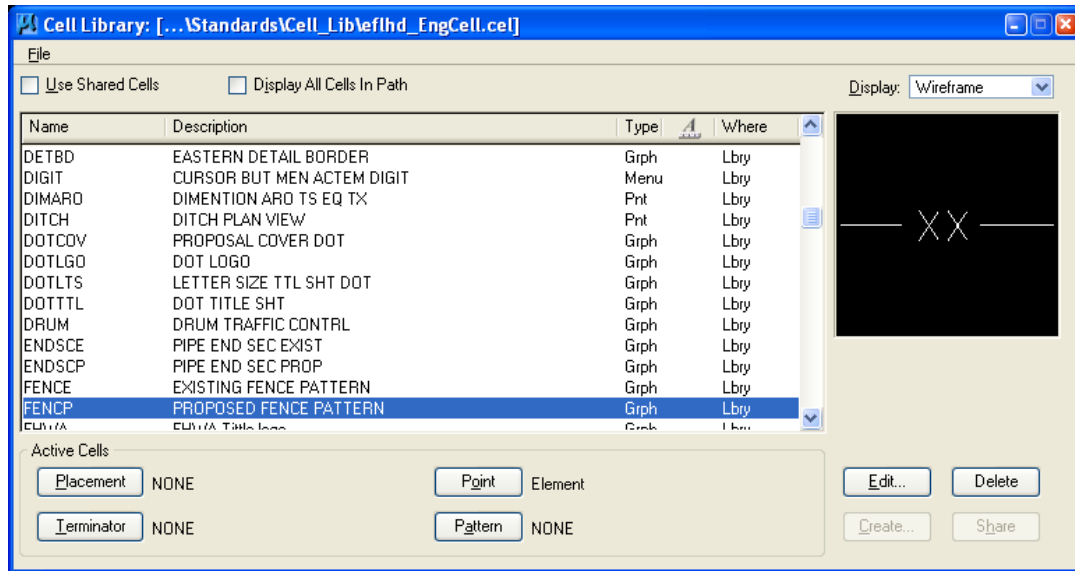 Cell Library: [...\Standards\Cell_Lib\eflhd_EngCell.cel]
File
Use Shared Cells Display All Cells In Path Display: Wireframe
Name Description Type A Where
DETBD EASTERN DETAIL BORDER Grph Lbry
DIGIT CURSOR BUT MEN ACTEM DIGIT Menu Lbry
DIMARO DIMENTION ARO TS EQ TX Pnt Lbry
DITCH DITCH PLAN VIEW Pnt Lbry
DOTCOV PROPOSAL COVER DOT Grph Lbry
DOTLGO DOT LOGO Grph Lbry
DOTLTS LETTER SIZE TTL SHT DOT Grph Lbry
DOTTTL DOT TITLE SHT Grph Lbry
DRUM DRUM TRAFFIC CONTRL Grph Lbry
ENDSCE PIPE END SEC EXIST Grph Lbry
ENDSCP PIPE END SEC PROP Grph Lbry
FENCE EXISTING FENCE PATTERN Grph Lbry
FENCP PROPOSED FENCE PATTERN Grph Lbry
FHWA FHWA Tittle logo Grph Lbry
XX
Active Cells
Placement NONE Point Element Edit... Delete
Terminator NONE Pattern NONE Create... Share